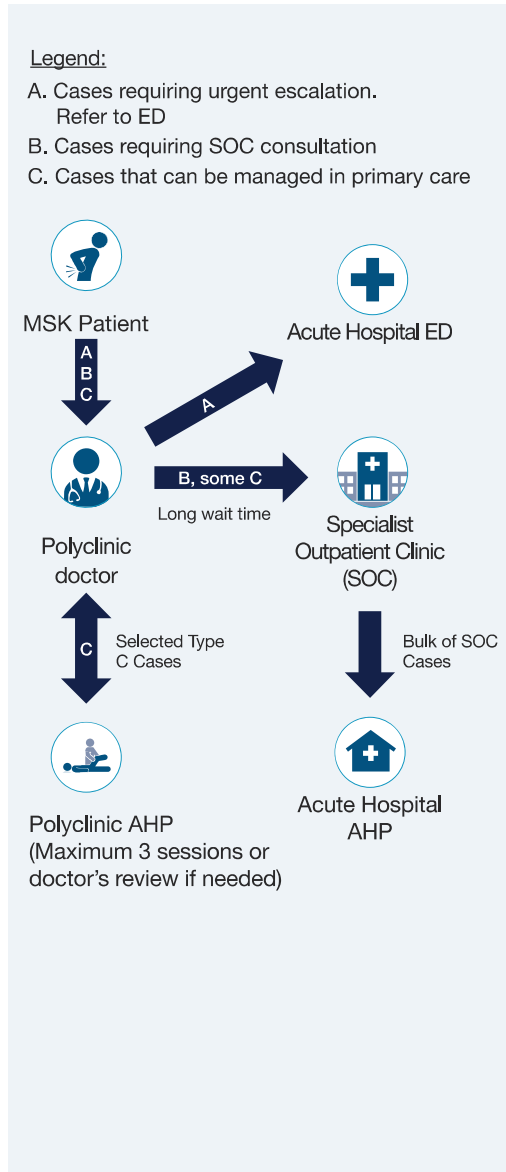 Legend:
A. Cases requiring urgent escalation.
Refer to ED
B. Cases requiring SOC consultation
C. Cases that can be managed in primary care
MSK Patient
Acute Hospital ED
A
B
C
A
B, some C
Long wait time
Polyclinic
doctor
Specialist
Outpatient Clinic
(SOC)
C
Selected Type
C Cases
Bulk of SOC
Cases
Polyclinic AHP
(Maximum 3 sessions or
doctor's review if needed)
Acute Hospital
AHP